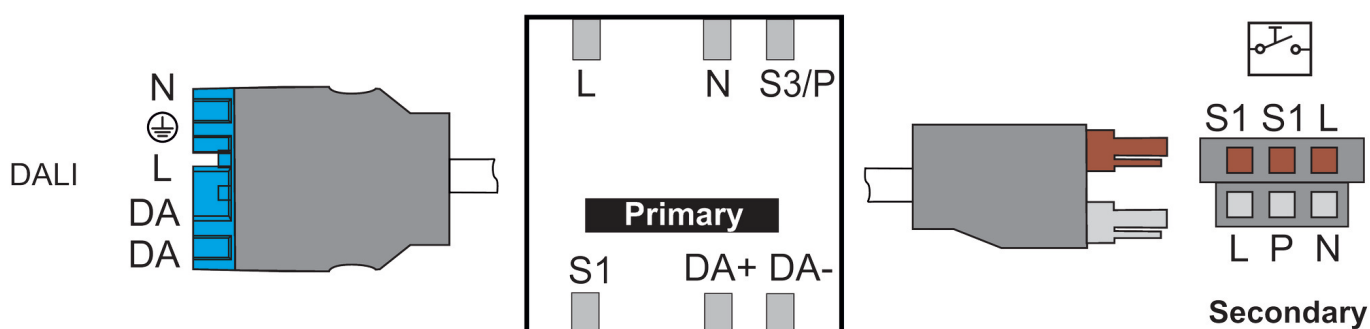 DALI
N
L
DA
DA
L N S3/P
Primary
S1 DA+ DA-
S1 S1 L
L P N
Secondary